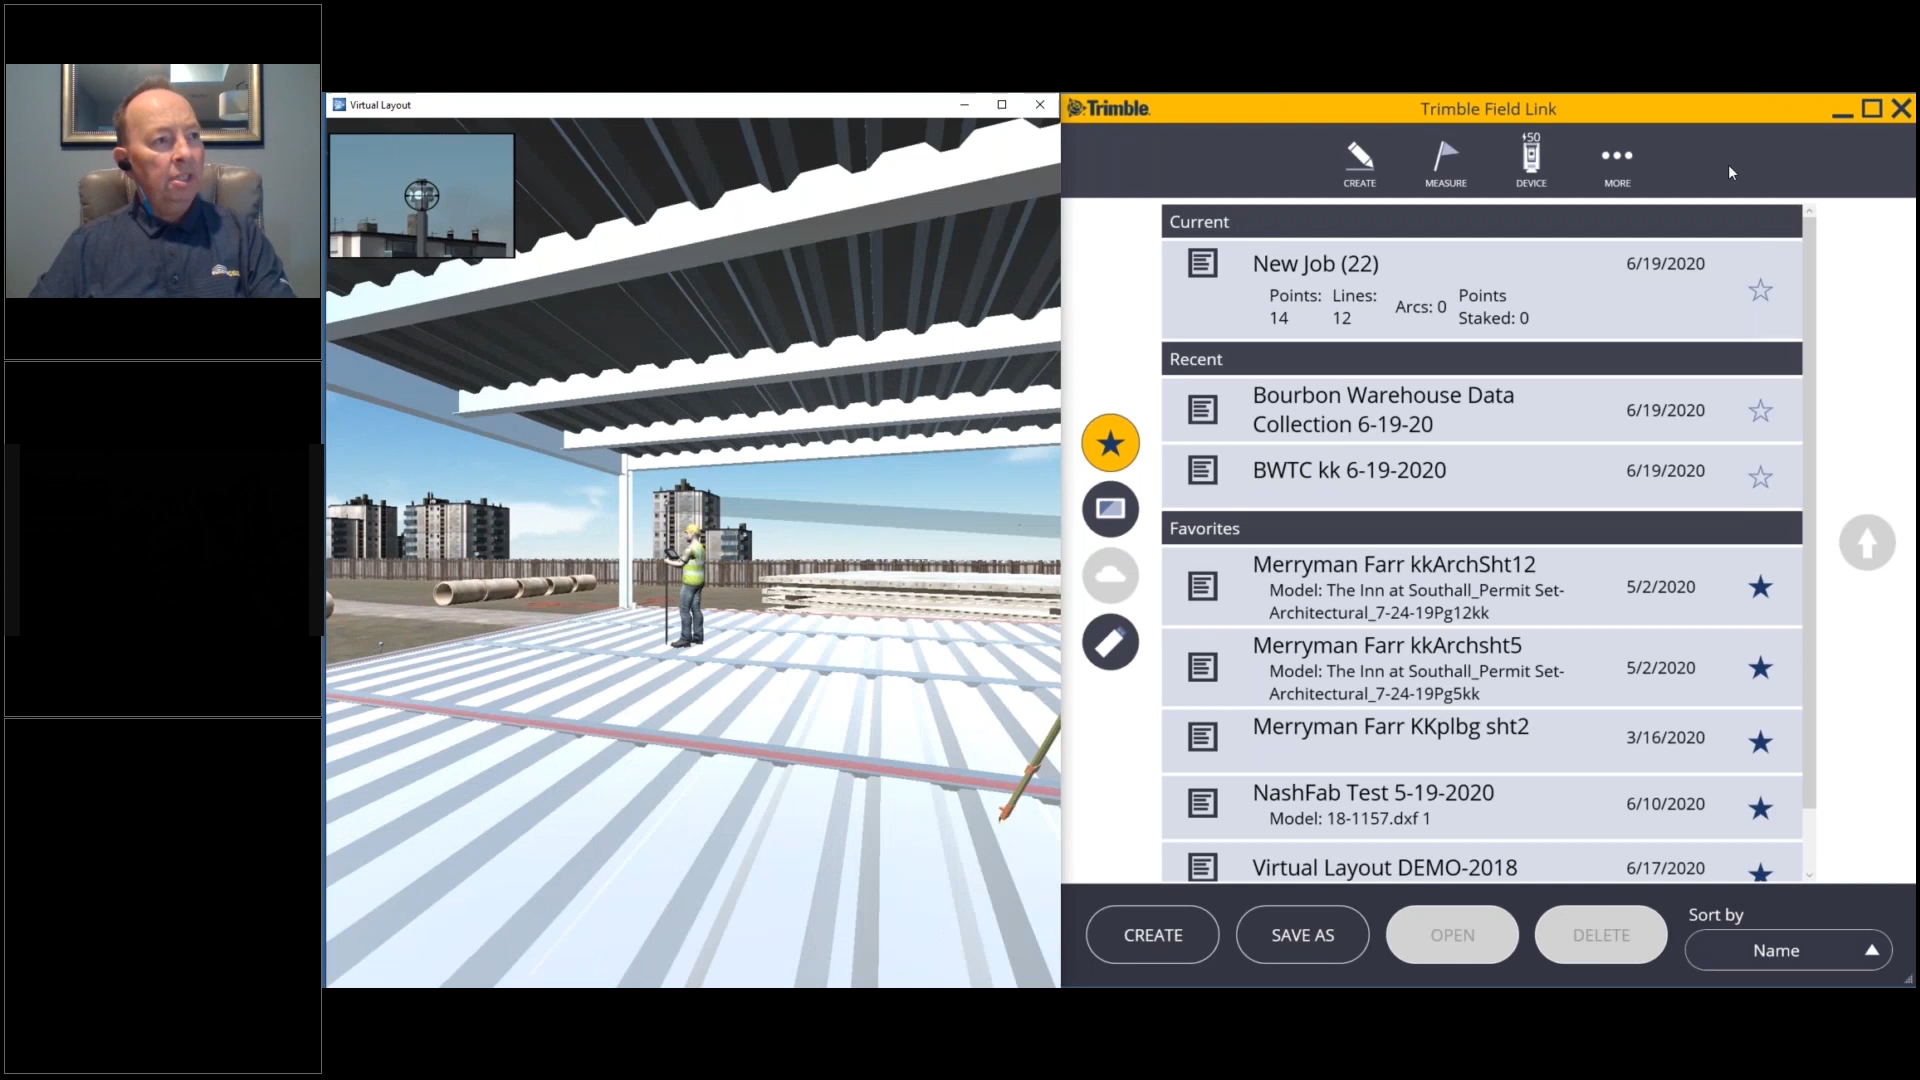 Virtual Layout
Trimble.
Trimble Field Link
50
CREATE
MEASURE
DEVICE
MORE
Current
New Job (22)
6/19/2020
Points: 14
Lines: 12
Arcs: 0
Points Staked: 0
Recent
Bourbon Warehouse Data
Collection 6-19-20
6/19/2020
BWTC kk 6-19-2020
6/19/2020
Favorites
Merryman Farr kkArchSht12
Model: The Inn at Southall_Permit Set-
Architectural_7-24-19Pg12kk
5/2/2020
Merryman Farr kkArchsht5
Model: The Inn at Southall_Permit Set-
Architectural_7-24-19Pg5kk
5/2/2020
Merryman Farr KKplbg sht2
3/16/2020
NashFab Test 5-19-2020
Model: 18-1157.dxf 1
6/10/2020
Virtual Layout DEMO-2018
6/17/2020
CREATE
SAVE AS
OPEN
DELETE
Sort by
Name